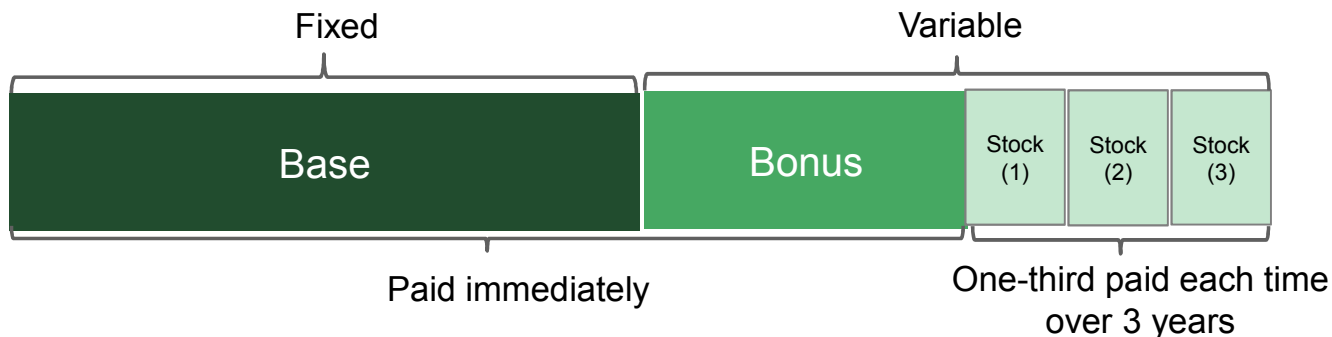 Fixed
Variable
Base
Bonus
Stock
(1)
Stock
(2)
Stock
(3)
Paid immediately
One-third paid each time
over 3 years